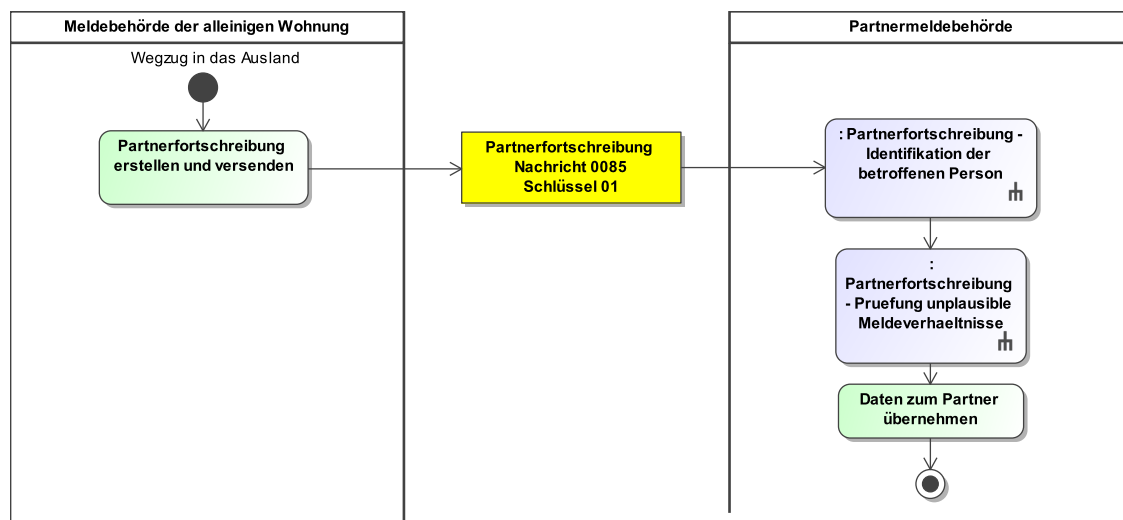 Meldebehörde der alleinigen Wohnung
Wegzug in das Ausland
Partnerfortschreibung
erstellen und versenden
Partnerfortschreibung
Nachricht 0085
Schlüssel 01
Partnermeldebehörde
: Partnerfortschreibung -
Identifikation der
betroffenen Person
:
Partnerfortschreibung
- Pruefung unplausible
Meldeverhaeltnisse
Daten zum Partner
übernehmen